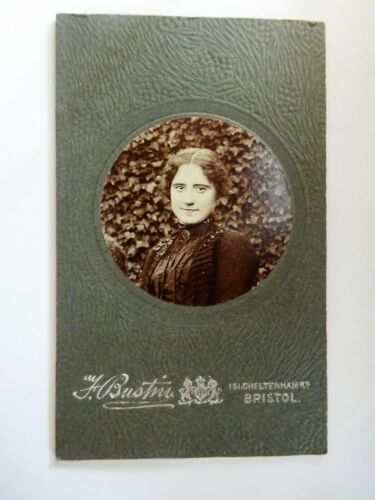 F. Bustin
151. CHELTENHAM RD
BRISTOL.